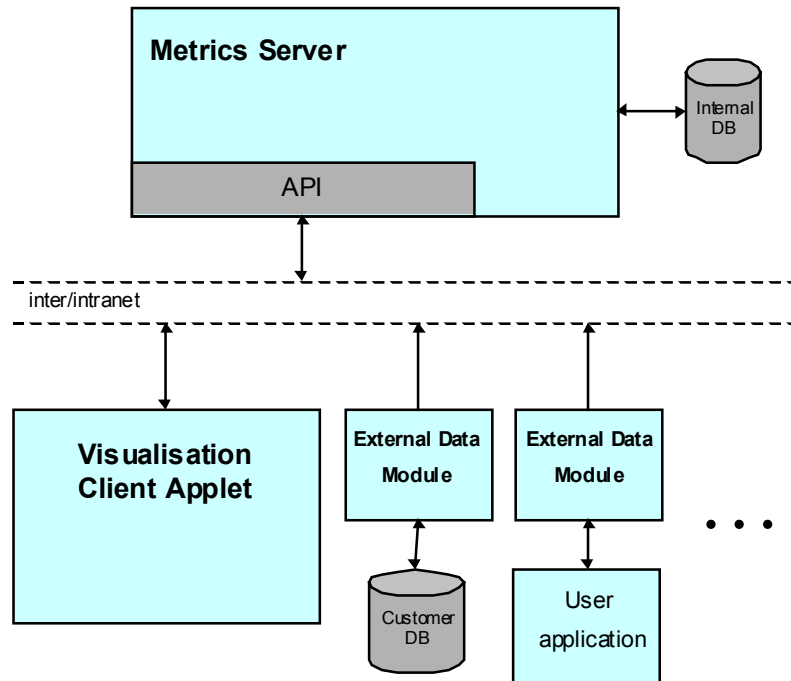 Metrics Server
Internal
DB
API
inter/intranet
Visualisation
Client Applet
External Data
Module
External Data
Module
Customer
DB
User
application